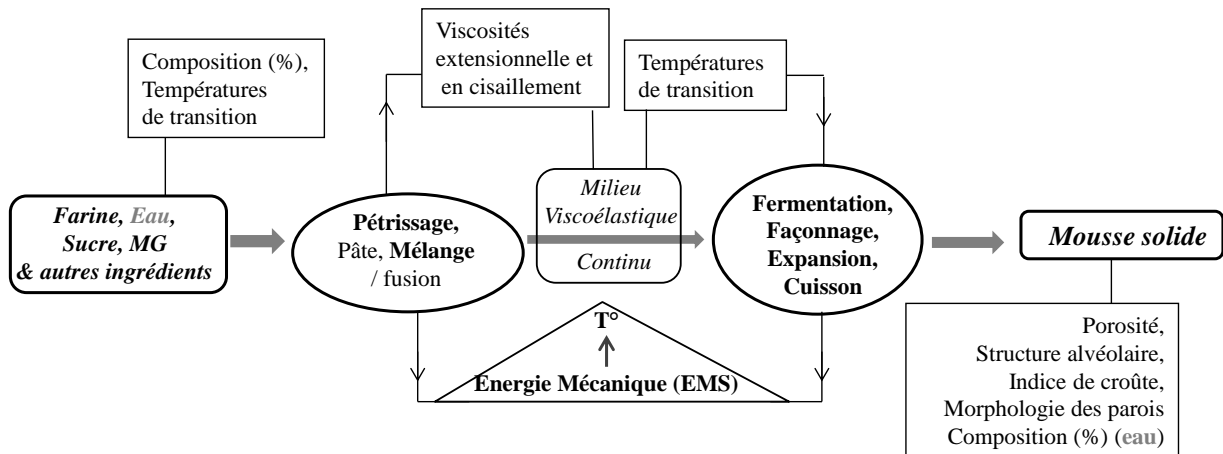 Composition (%),
Températures
de transition
Viscosités
extensionnelle et
en cisaillement
Températures
de transition
Farine, Eau,
Sucre, MG
& autres ingrédients
Pétrissage,
Pâte, Mélange
/ fusion
Milieu
Viscoélastique
Continu
Fermentation,
Façonnage,
Expansion,
Cuisson
Mousse solide
T°
Energie Mécanique (EMS)
Porosité,
Structure alvéolaire,
Indice de croûte,
Morphologie des parois
Composition (%) (eau)